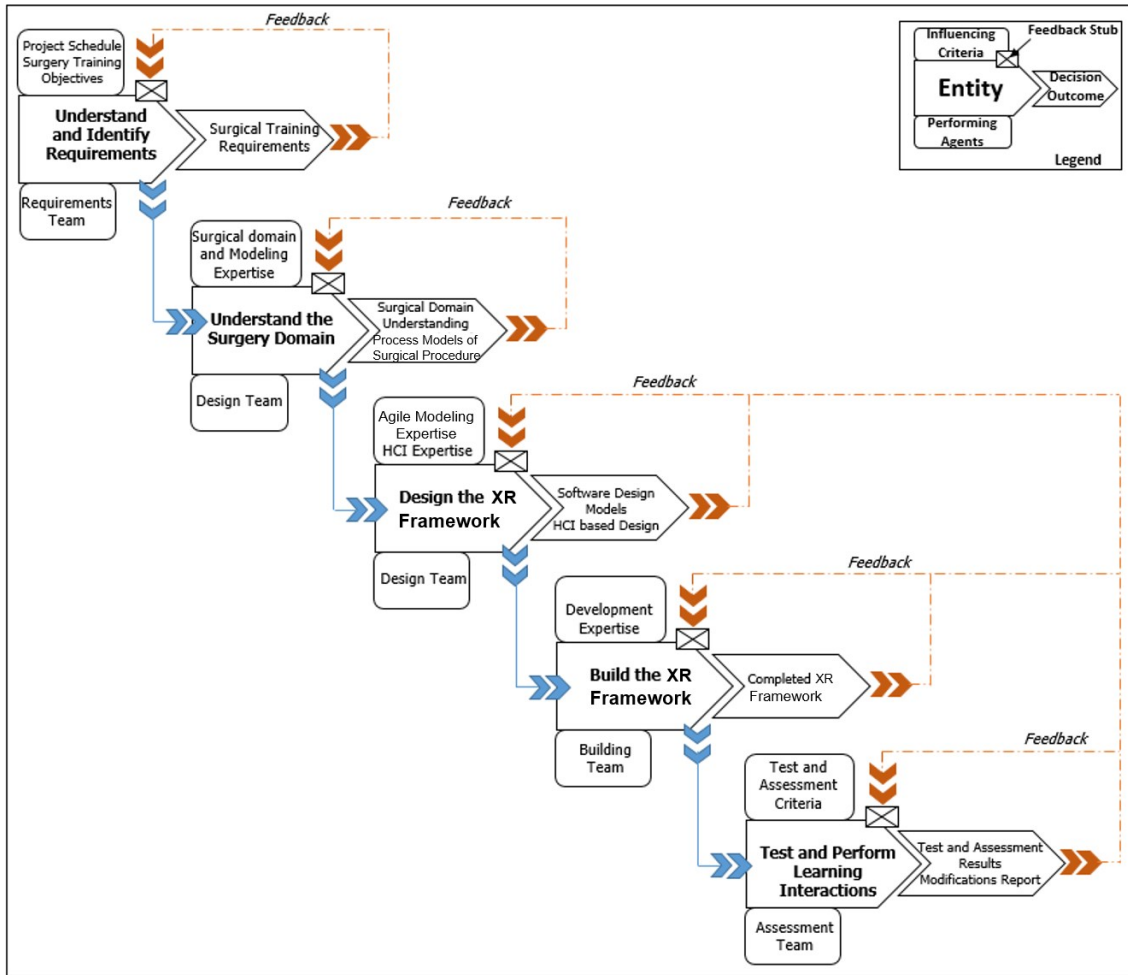 Feedback
Project Schedule
Surgery Training
Objectives
Understand
and Identify
Requirements
Surgical Training
Requirements
Requirements
Team
Influencing
Criteria
Feedback Stub
Entity
Decision
Outcome
Performing
Agents
Legend
Feedback
Surgical domain
and Modeling
Expertise
Understand the
Surgery Domain
Surgical Domain
Understanding
Process Models of
Surgical Procedure
Design Team
Feedback
Agile Modeling
Expertise
HCI Expertise
Design the XR
Framework
Software Design
Models
HCI based Design
Design Team
Feedback
Development
Expertise
Build the XR
Framework
Completed XR
Framework
Building
Team
Feedback
Test and
Assessment
Criteria
Test and Perform
Learning
Interactions
Test and Assessment
Results
Modifications Report
Assessment
Team